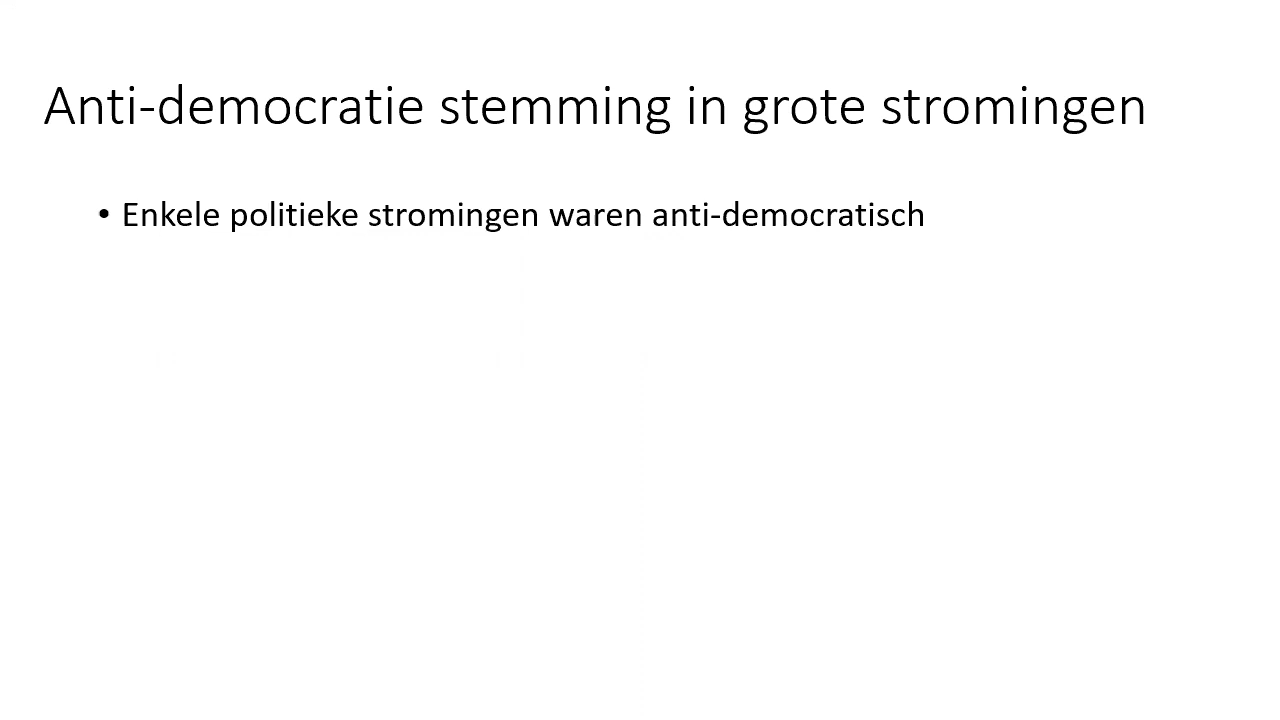 Anti-democratie stemming in grote stromingen
• Enkele politieke stromingen waren anti-democratisch